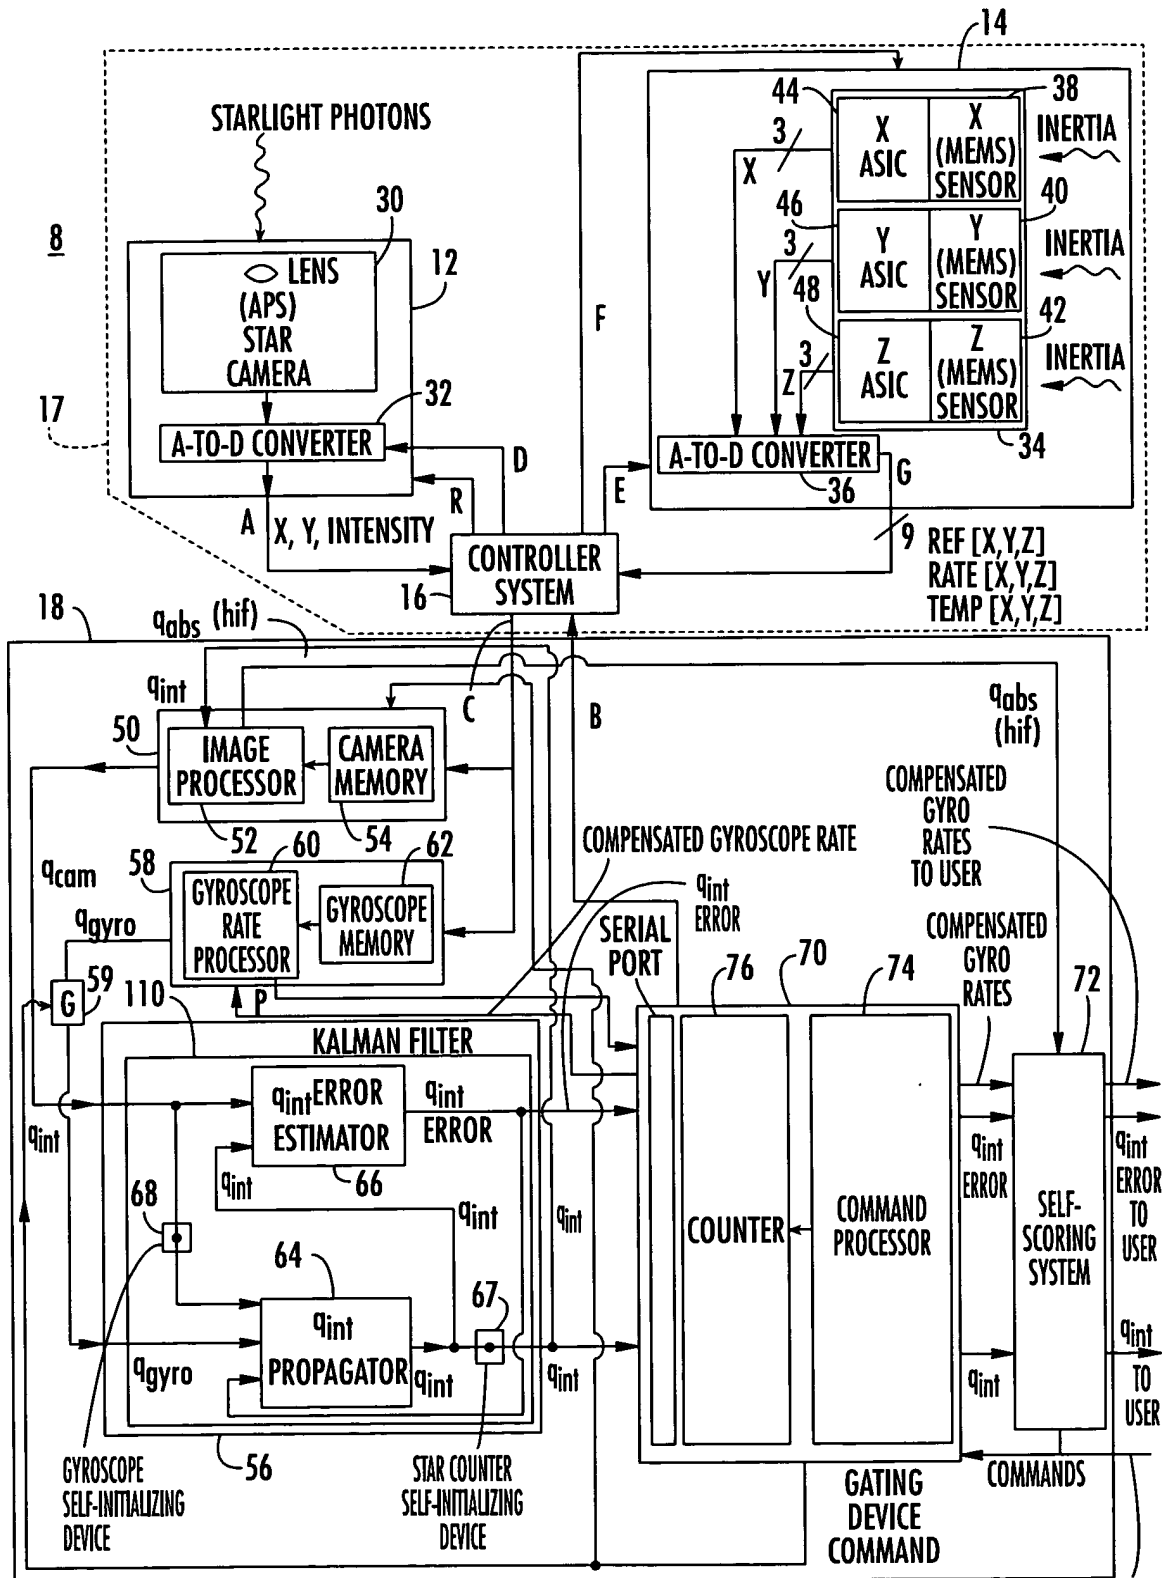 14
STARLIGHT PHOTONS
44
38
3
X
X
ASIC
X
(MEMS)
SENSOR
INERTIA
8
30
12
LENS
(APS)
STAR
CAMERA
46
40
3
Y
Y
ASIC
Y
(MEMS)
SENSOR
INERTIA
F
48
42
3
Z
Z
ASIC
Z
(MEMS)
SENSOR
INERTIA
17
32
A-TO-D CONVERTER
D
R
E
34
A-TO-D CONVERTER
36
G
A
X, Y, INTENSITY
CONTROLLER
SYSTEM
16
9
REF [X,Y,Z]
RATE [X,Y,Z]
TEMP [X,Y,Z]
18
qabs (hif)
qint
C
B
qabs
(hif)
50
IMAGE
PROCESSOR
CAMERA
MEMORY
52
54
COMPENSATED
GYRO
RATES
TO USER
COMPENSATED GYROSCOPE RATE
qcam
58
60
62
GYROSCOPE
RATE
PROCESSOR
GYROSCOPE
MEMORY
qgyro
qint
ERROR
SERIAL
PORT
COMPENSATED
GYRO
RATES
G
59
110
P
76
70
74
72
KALMAN FILTER
qint ERROR
ESTIMATOR
66
qint
ERROR
qint
qint
qint
qint
68
64
qint
PROPAGATOR
67
qgyro
qint
qint
COUNTER
COMMAND
PROCESSOR
qint
ERROR
SELF-
SCORING
SYSTEM
qint
ERROR
TO
USER
qint
qint
TO
USER
56
GYROSCOPE
SELF-INITIALIZING
DEVICE
STAR COUNTER
SELF-INITIALIZING
DEVICE
GATING
DEVICE
COMMAND
COMMANDS